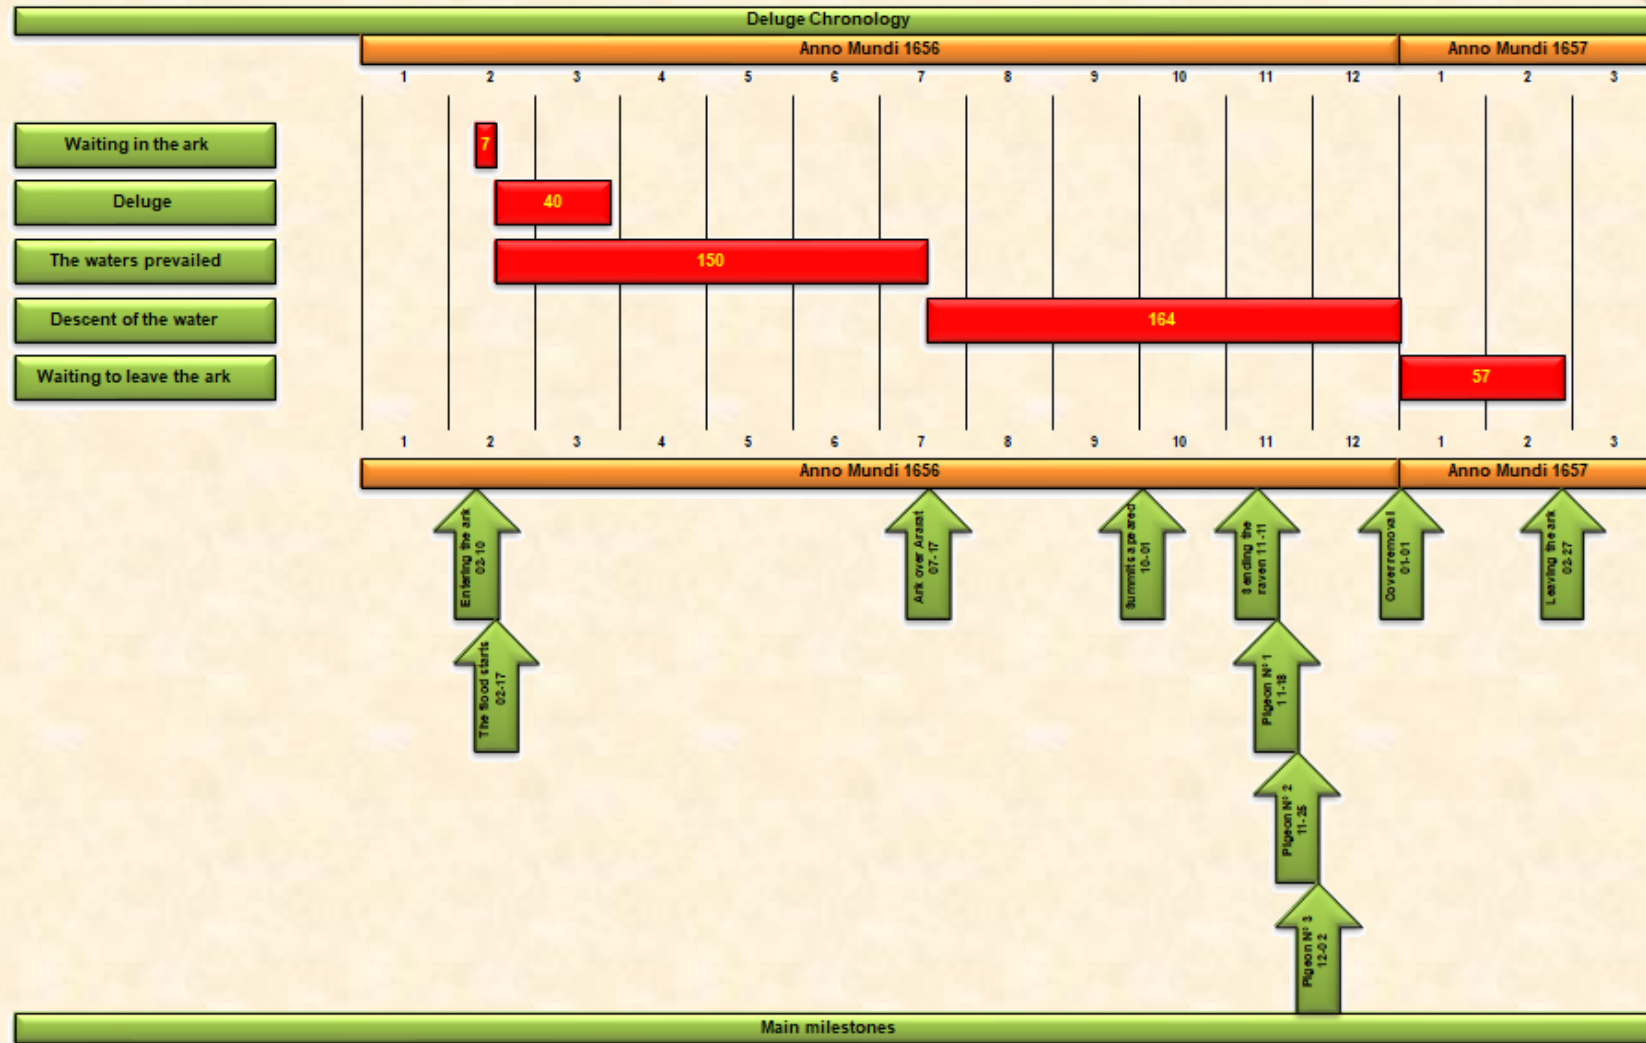 Deluge Chronology
Anno Mundi 1656 Anno Mundi 1657
1 2 3 4 5 6 7 8 9 10 11 12 1 2 3
Waiting in the ark 7
Deluge 40
The waters prevailed 150
Descent of the water 164
Waiting to leave the ark 57
1 2 3 4 5 6 7 8 9 10 11 12 1 2 3
Anno Mundi 1656 Anno Mundi 1657
Entering the ark
02-10
Ark over Ararat
07-17
Summits apeared
10-01
Sending the
raven 11-11
Cover removal
01-01
Leaving the ark
02-27
The flood starts
02-17
Pigeon Nº 1
11-18
Pigeon Nº 2
11-25
Pigeon Nº 3
12-02
Main milestones